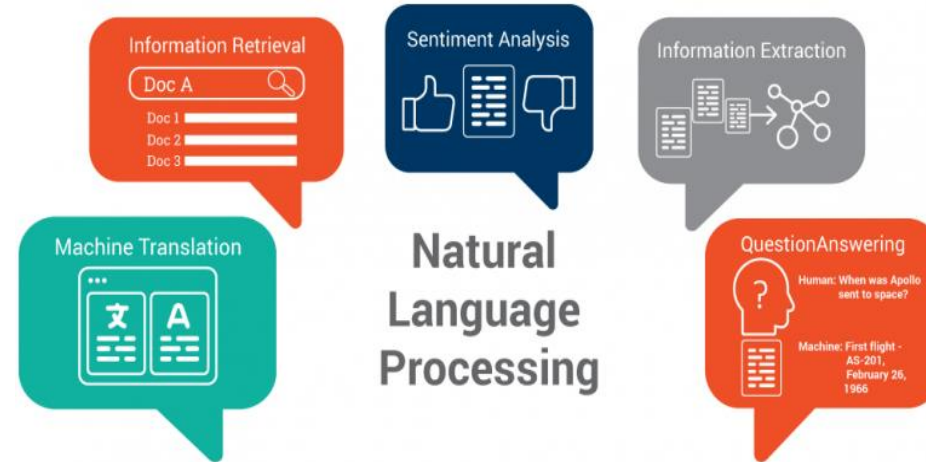 Information Retrieval
Doc A
Doc 1
Doc 2
Doc 3
Sentiment Analysis
Information Extraction
Machine Translation
文 A
Natural
Language
Processing
QuestionAnswering
?
Human: When was Apollo
sent to space?
Machine: First flight -
AS-201,
February 26,
1966